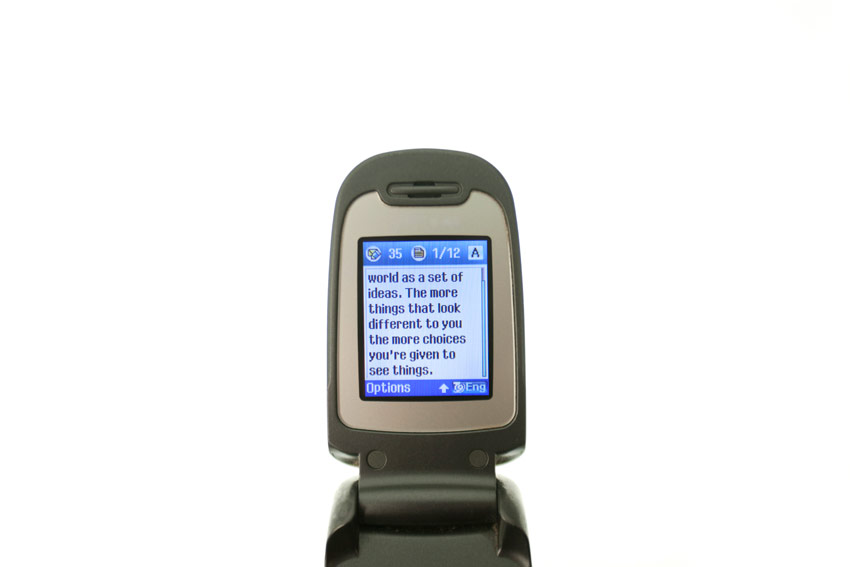 35 1/12 A
world as a set of
ideas. The more
things that look
different to you
the more choices
you're given to
see things.
Options Eng